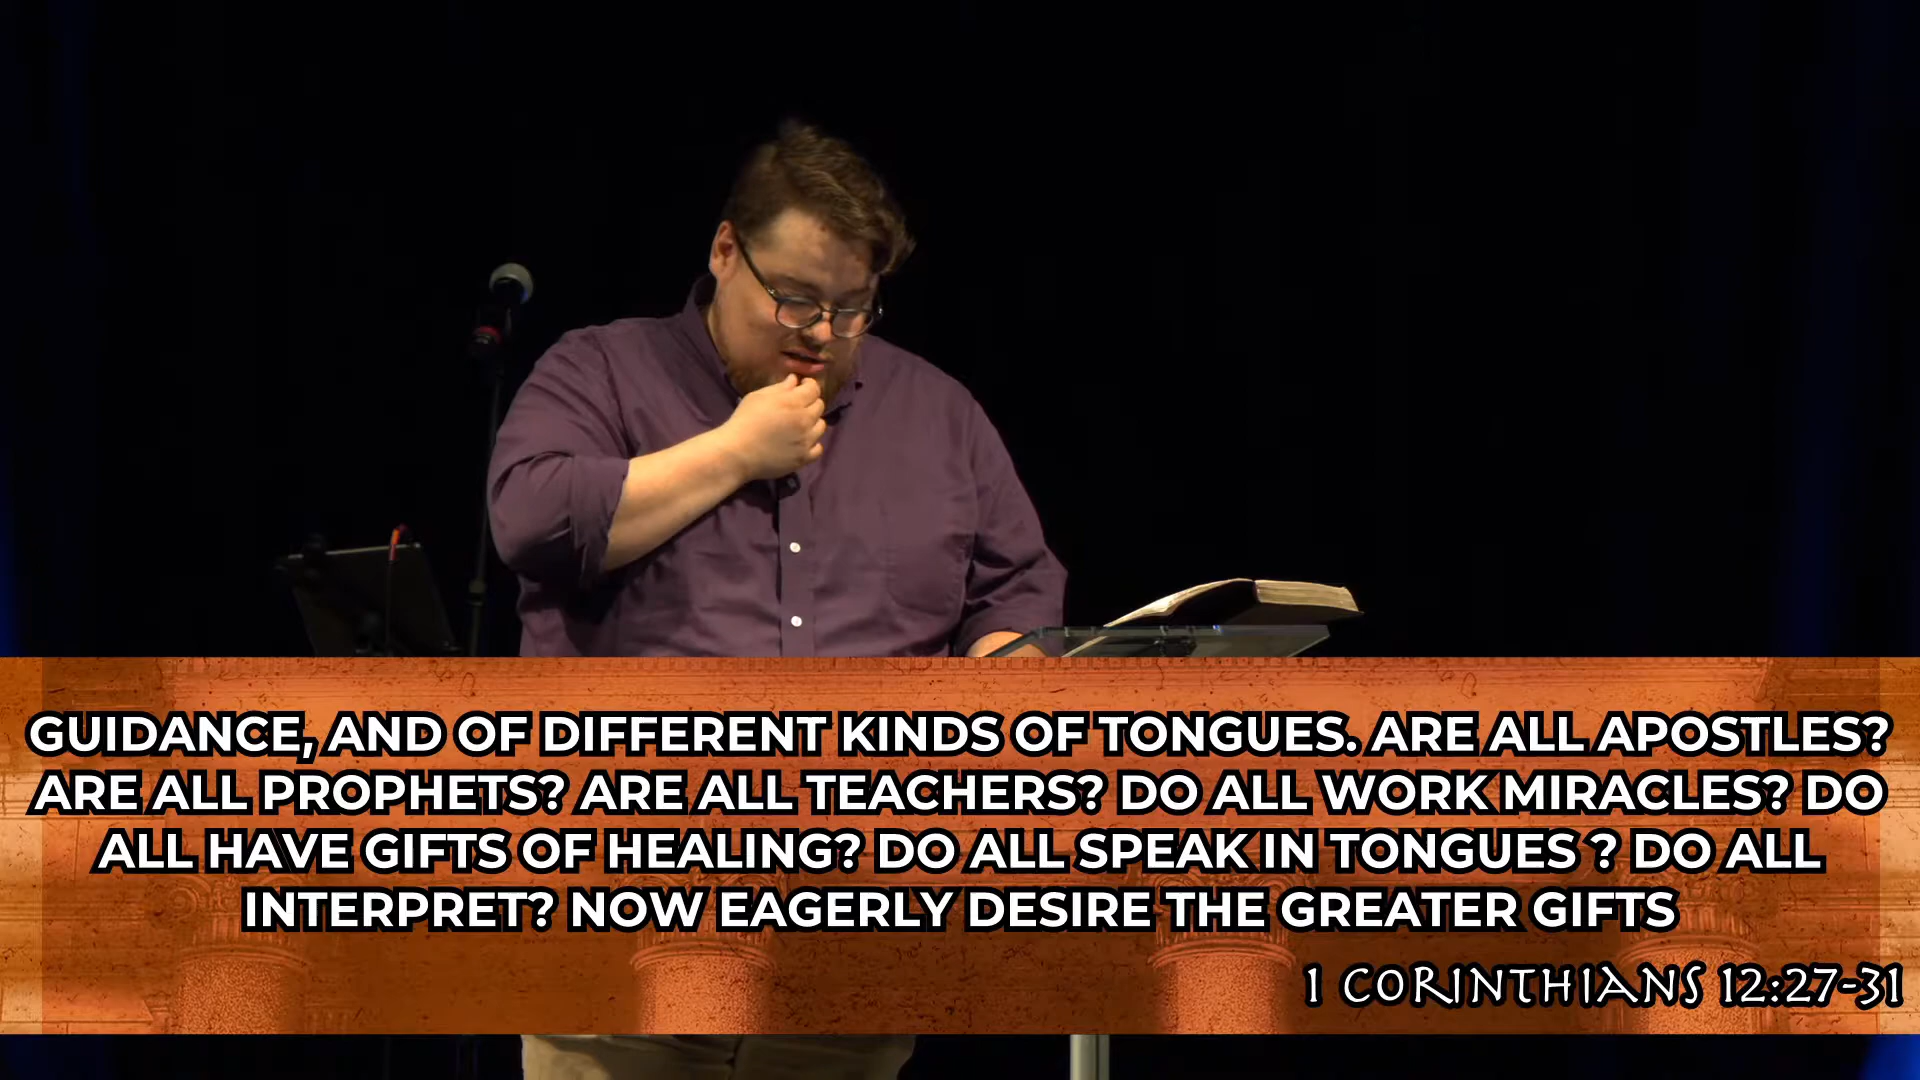 GUIDANCE, AND OF DIFFERENT KINDS OF TONGUES. ARE ALL APOSTLES?
ARE ALL PROPHETS? ARE ALL TEACHERS? DO ALL WORK MIRACLES? DO
ALL HAVE GIFTS OF HEALING? DO ALL SPEAK IN TONGUES ? DO ALL
INTERPRET? NOW EAGERLY DESIRE THE GREATER GIFTS
1 CORINTHIANS 12:27-31